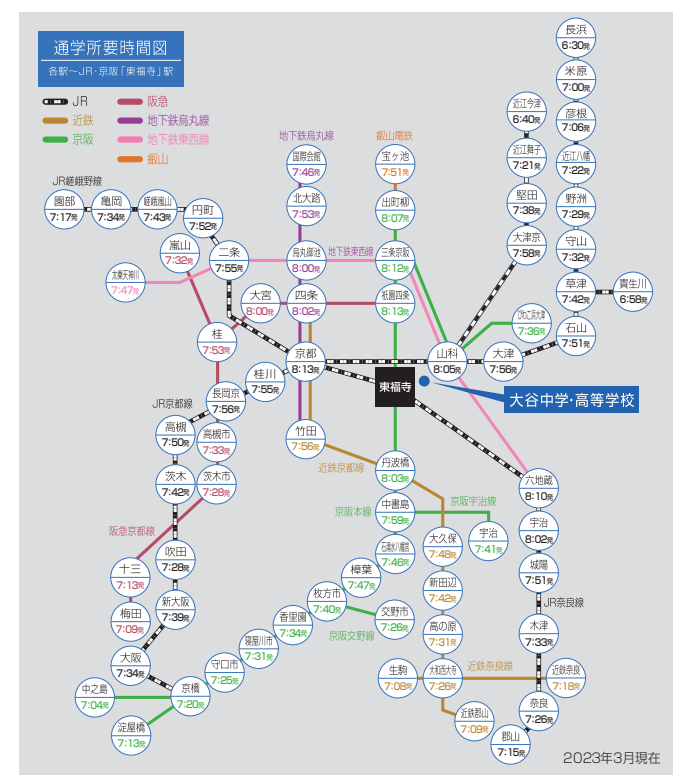 通学所要時間図
各駅～JR・京阪「東福寺」駅
JR
阪急
近鉄
地下鉄烏丸線
京阪
地下鉄東西線
叡山
長浜
6:30発
米原
7:00発
彦根
7:06発
近江八幡
7:22発
野洲
7:29発
守山
7:32発
草津
7:42発
貴生川
6:58発
石山
7:51発
近江今津
6:40発
近江舞子
7:21発
堅田
7:38発
大津京
7:58発
びわこ浜大津
7:36発
大津
7:56発
山科
8:05発
地下鉄烏丸線
国際会館
7:46発
北大路
7:53発
烏丸御池
8:00発
四条
8:02発
叡山電鉄
宝ヶ池
7:51発
出町柳
8:07発
地下鉄東西線
三条京阪
8:12発
祇園四条
8:13発
JR嵯峨野線
園部
7:17発
亀岡
7:34発
嵯峨嵐山
7:43発
円町
7:52発
嵐山
7:32発
二条
7:55発
太秦天神川
7:47発
大宮
8:00発
桂
7:53発
京都
8:13発
桂川
7:55発
長岡京
7:56発
東福寺
大谷中学・高等学校
JR京都線
高槻
7:50発
高槻市
7:33発
茨木
7:42発
茨木市
7:28発
阪急京都線
吹田
7:28発
十三
7:13発
新大阪
7:39発
梅田
7:09発
大阪
7:34発
中之島
7:04発
京橋
7:20発
淀屋橋
7:13発
守口市
7:25発
寝屋川市
7:31発
香里園
7:34発
枚方市
7:40発
樟葉
7:47発
京阪交野線
交野市
7:26発
竹田
7:56発
近鉄京都線
丹波橋
8:03発
京阪本線
中書島
7:59発
石清水八幡宮
7:46発
京阪宇治線
宇治
7:41発
大久保
7:48発
新田辺
7:42発
高の原
7:31発
生駒
7:08発
大和西大寺
7:26発
近鉄奈良線
近鉄奈良
7:18発
近鉄郡山
7:09発
六地蔵
8:10発
宇治
8:02発
城陽
7:51発
JR奈良線
木津
7:33発
奈良
7:26発
郡山
7:15発
2023年3月現在